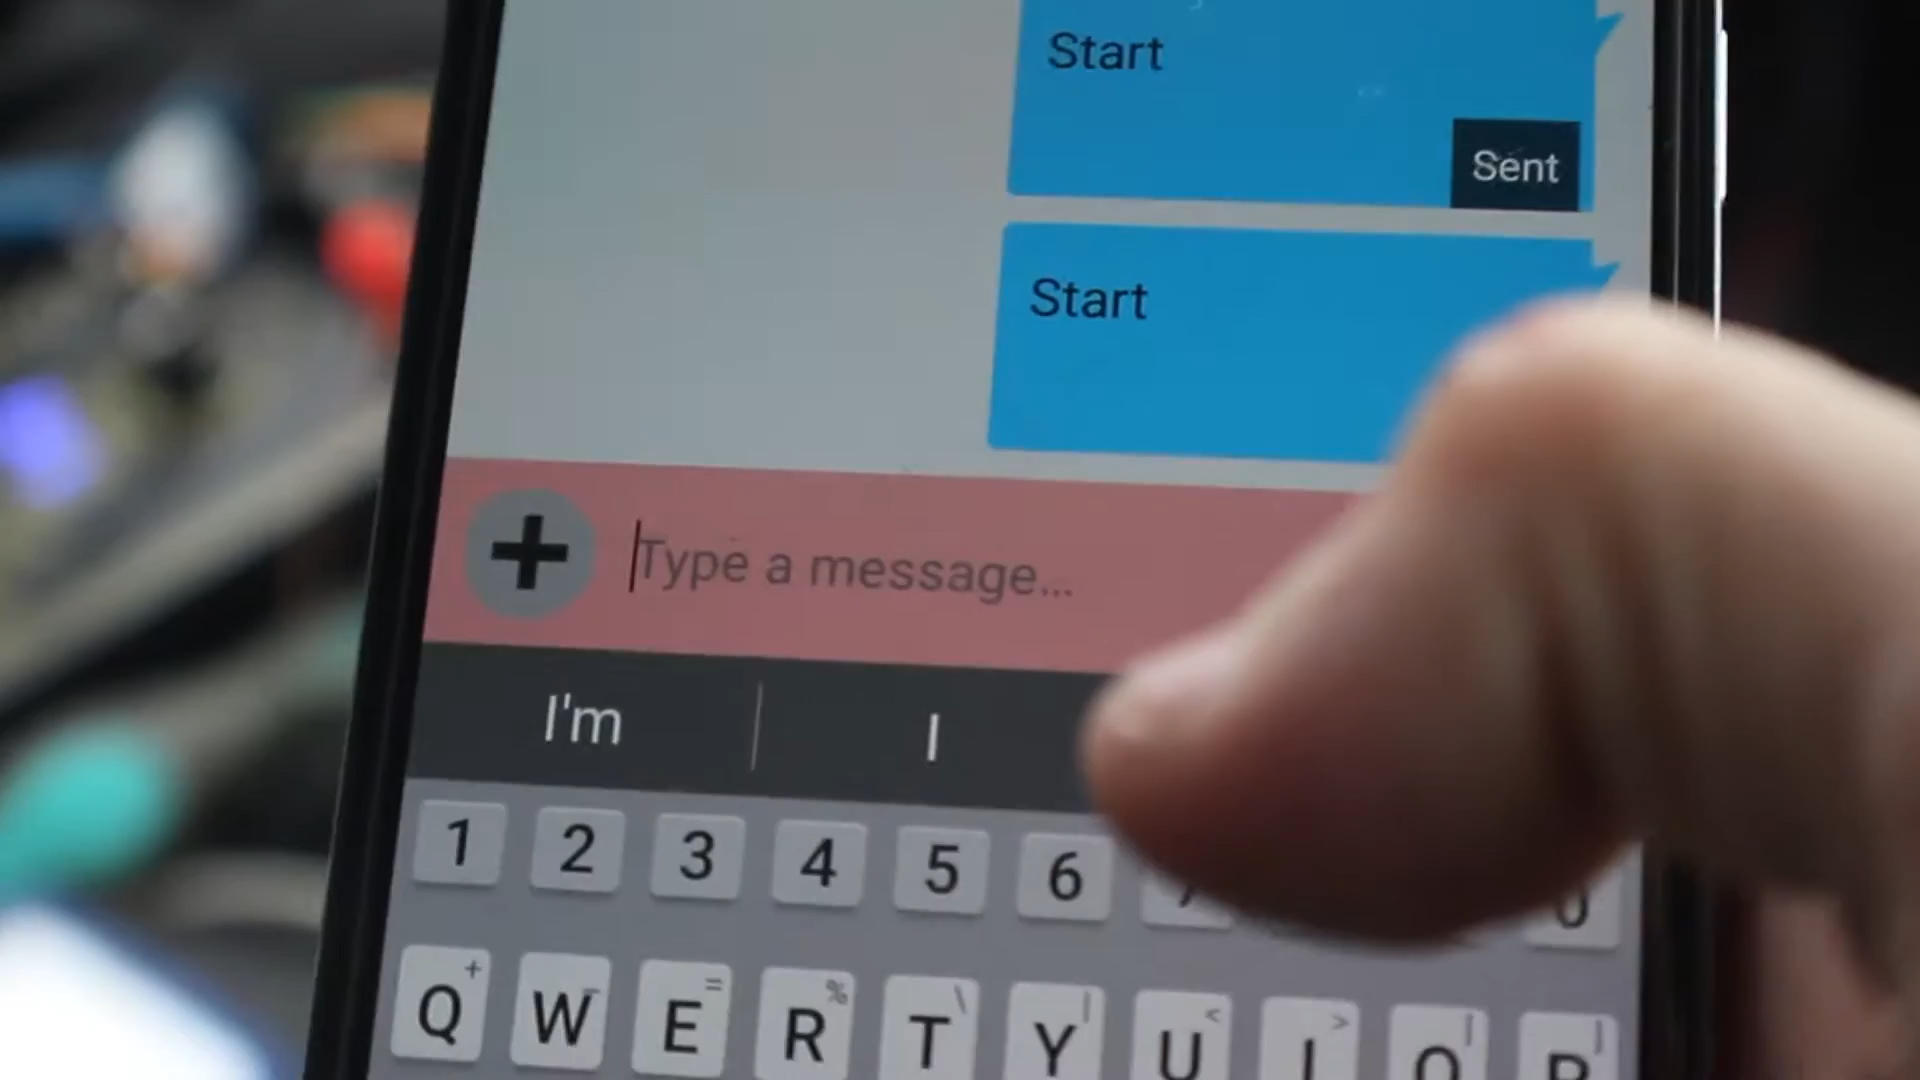 Start
Sent
Start
Type a message...
I'm
I
1 2 3 4 5 6
Q W E R T Y U I O P
+ - = % \ | < > [ ]